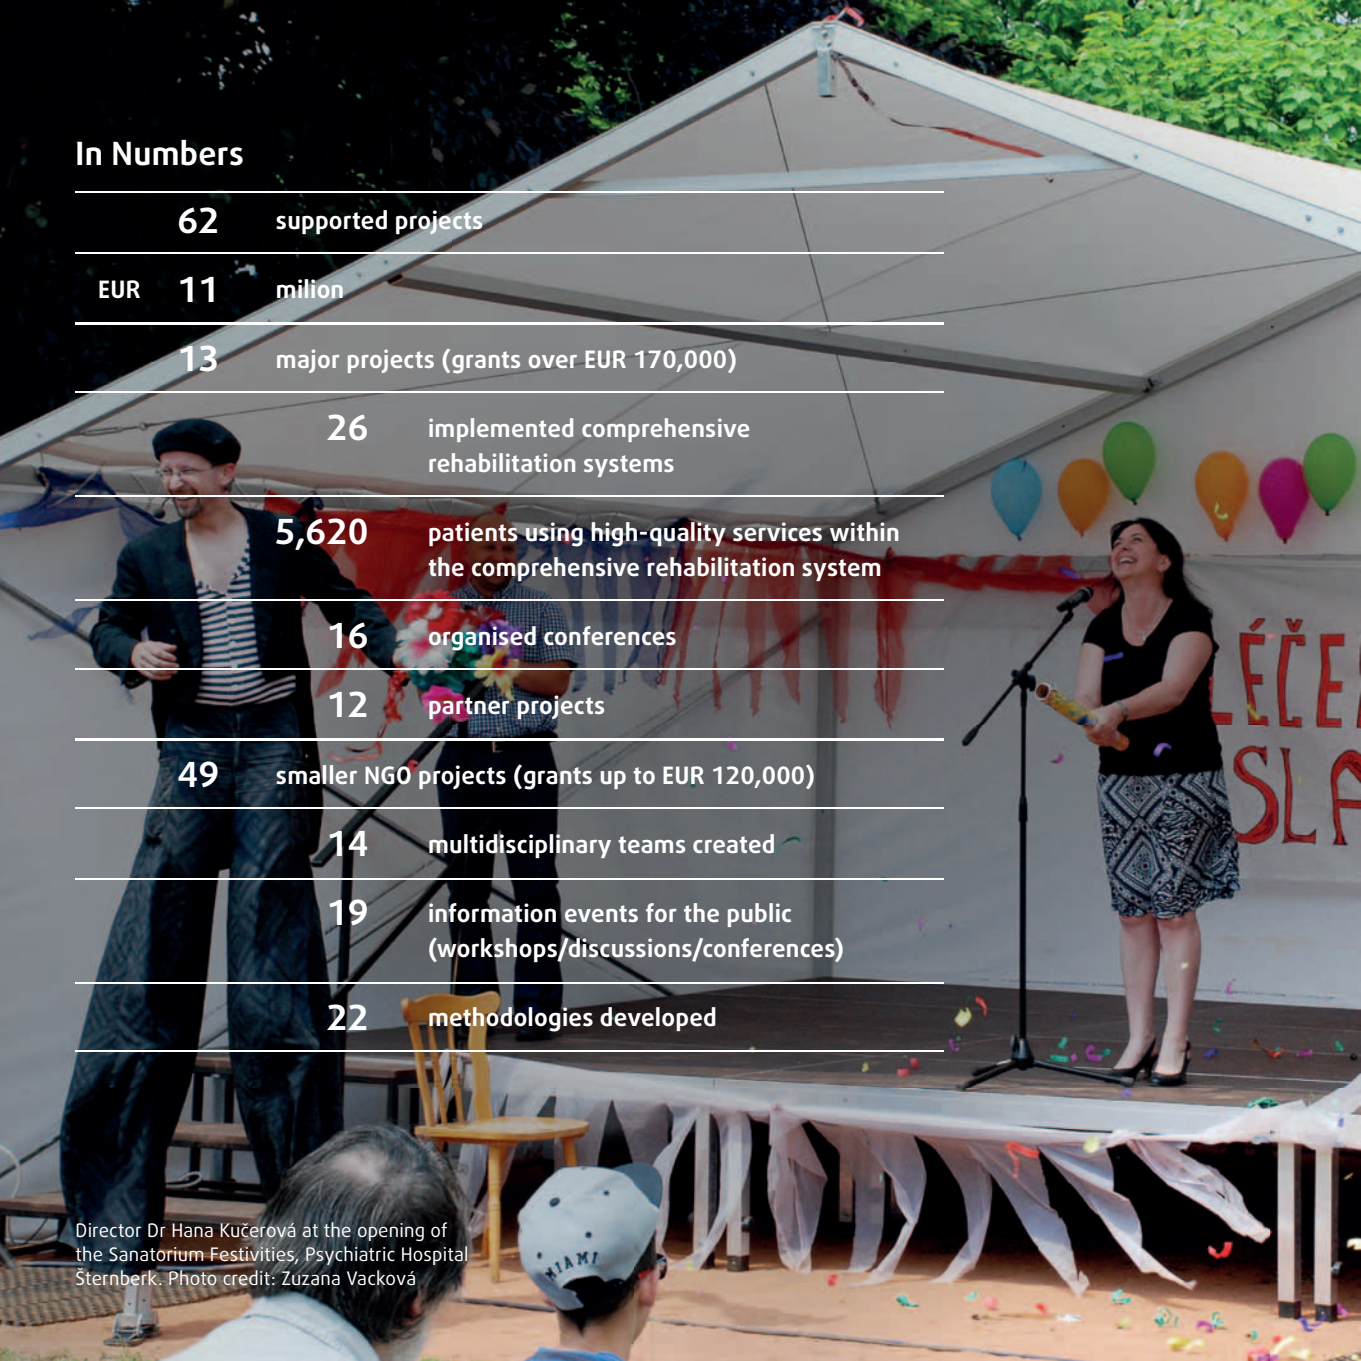 In Numbers
62 supported projects
EUR 11 milion
13 major projects (grants over EUR 170,000)
26 implemented comprehensive
rehabilitation systems
5,620 patients using high-quality services within
the comprehensive rehabilitation system
16 organised conferences
12 partner projects
49 smaller NGO projects (grants up to EUR 120,000)
14 multidisciplinary teams created
19 information events for the public
(workshops/discussions/conferences)
22 methodologies developed
LÉČE
SLA
MIAMI
Director Dr Hana Kučerová at the opening of
the Sanatorium Festivities, Psychiatric Hospital
Šternberk. Photo credit: Zuzana Vacková